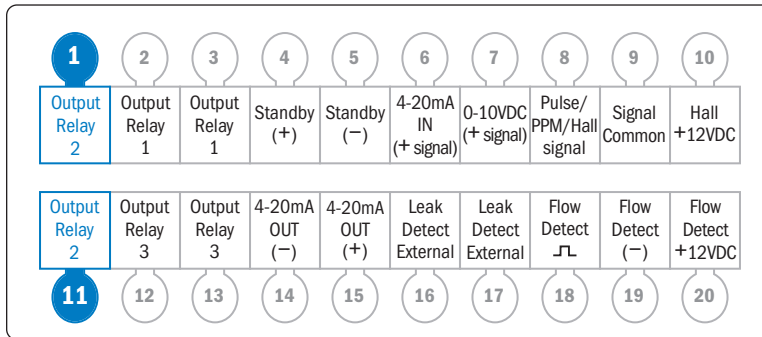 1 2 3 4 5 6 7 8 9 10
Output Relay 2
Output Relay 1
Output Relay 1
Standby (+)
Standby (−)
4-20mA IN (+ signal)
0-10VDC (+ signal)
Pulse/ PPM/Hall signal
Signal Common
Hall +12VDC
Output Relay 2
Output Relay 3
Output Relay 3
4-20mA OUT (−)
4-20mA OUT (+)
Leak Detect External
Leak Detect External
Flow Detect
Flow Detect (−)
Flow Detect +12VDC
11 12 13 14 15 16 17 18 19 20